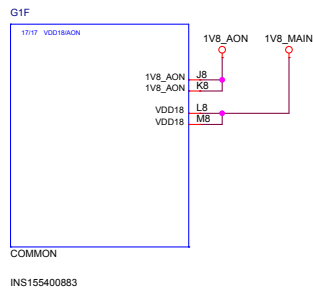 G1F
17/17 VDD18/AON
1V8_AON 1V8_MAIN
1V8_AON J8
1V8_AON K8
VDD18 L8
VDD18 M8
COMMON
INS155400883